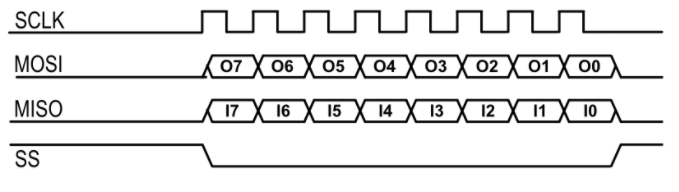 SCLK
MOSI O7 O6 O5 O4 O3 O2 O1 O0
MISO I7 I6 I5 I4 I3 I2 I1 I0
SS